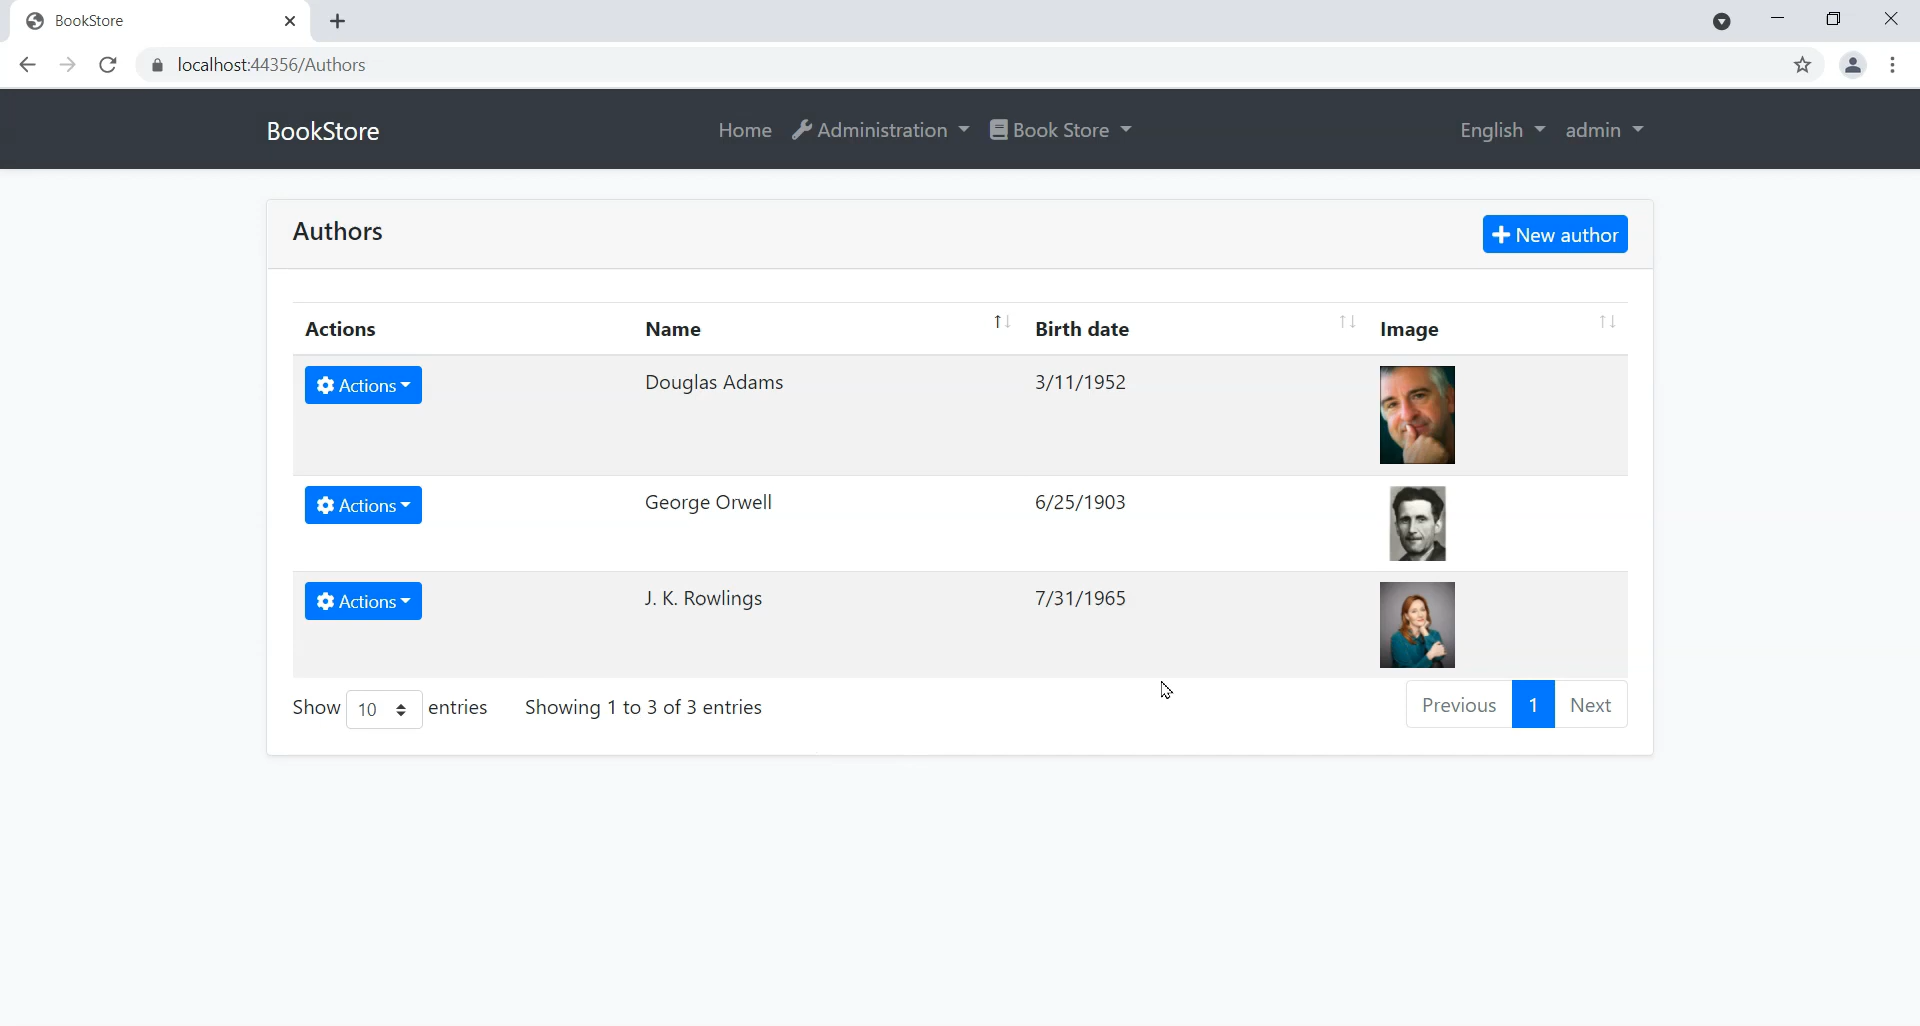 BookStore
localhost:44356/Authors
BookStore Home Administration Book Store English admin
Authors
New author
Actions Name Birth date Image
Actions Douglas Adams 3/11/1952
Actions George Orwell 6/25/1903
Actions J. K. Rowlings 7/31/1965
Show 10 entries Showing 1 to 3 of 3 entries Previous 1 Next